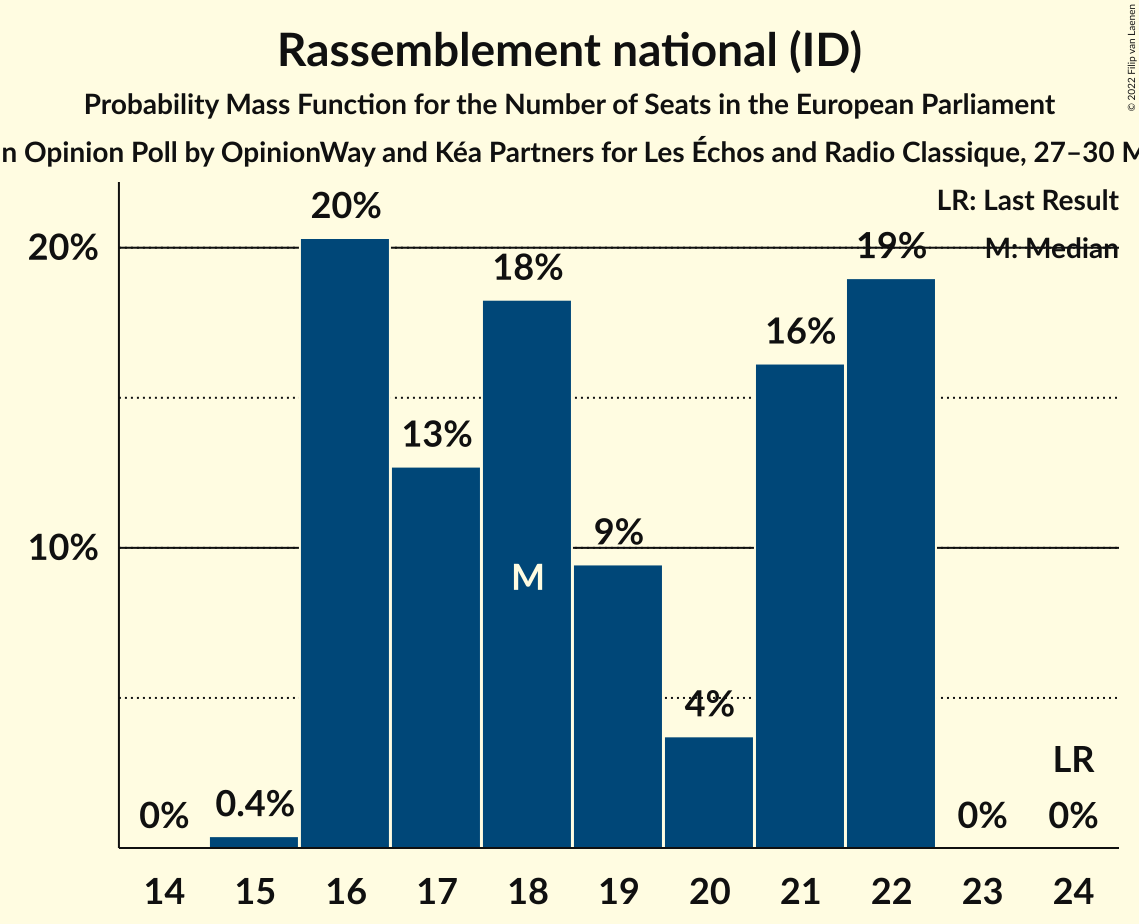 Rassemblement national (ID)
Probability Mass Function for the Number of Seats in the European Parliament
n Opinion Poll by OpinionWay and Kéa Partners for Les Échos and Radio Classique, 27–30 M
© 2022 Filip van Laenen
LR: Last Result
M: Median
20%
10%
0%
0.4%
20%
13%
18%
9%
4%
16%
19%
0%
0%
M
LR
14 15 16 17 18 19 20 21 22 23 24